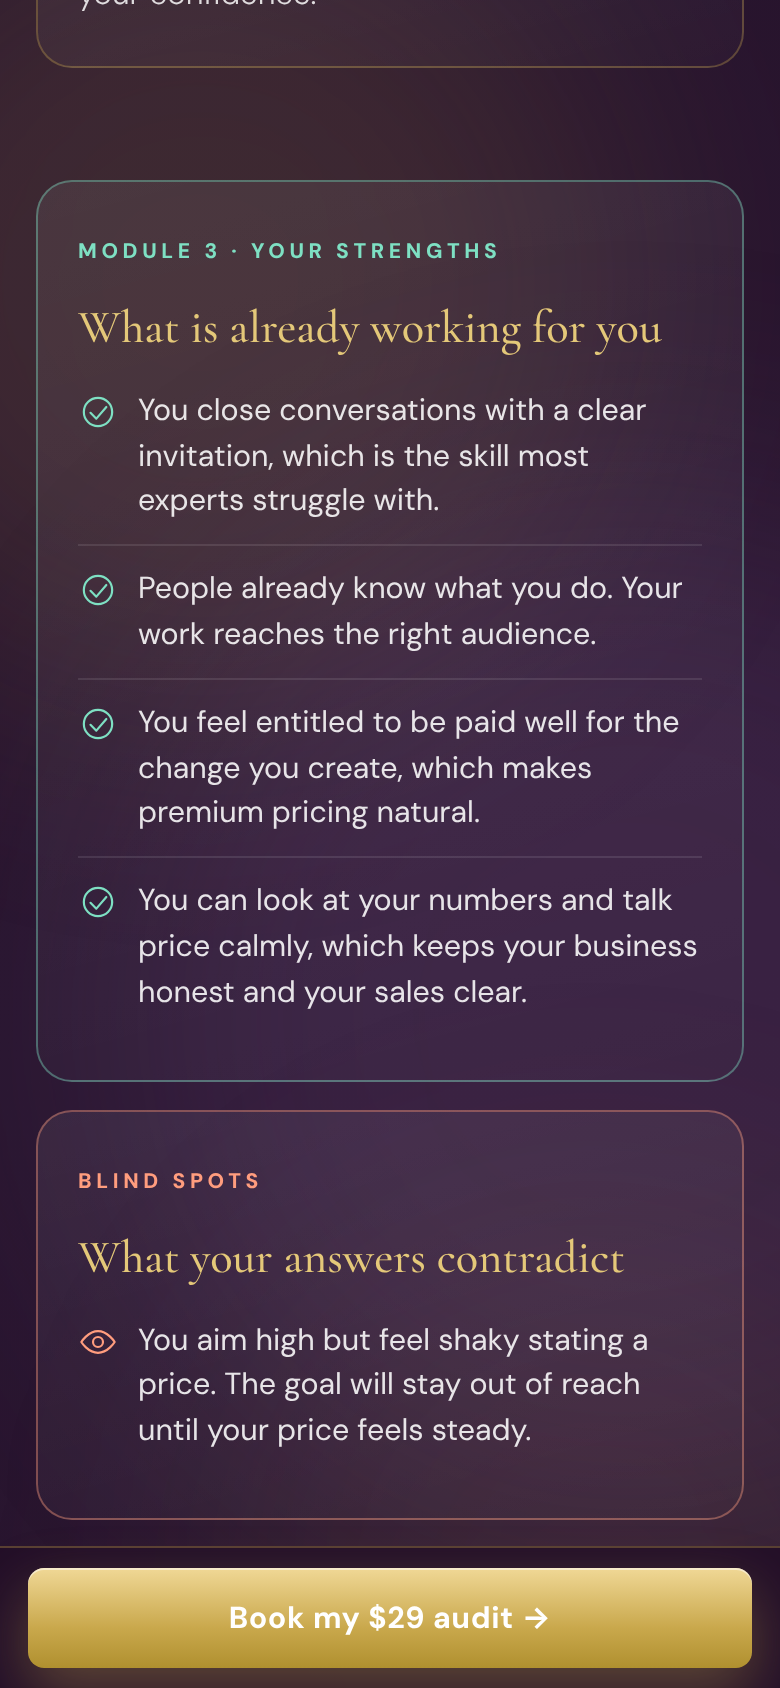 your confidence.
MODULE 3 · YOUR STRENGTHS
What is already working for you
You close conversations with a clear
invitation, which is the skill most
experts struggle with.
People already know what you do. Your
work reaches the right audience.
You feel entitled to be paid well for the
change you create, which makes
premium pricing natural.
You can look at your numbers and talk
price calmly, which keeps your business
honest and your sales clear.
BLIND SPOTS
What your answers contradict
You aim high but feel shaky stating a
price. The goal will stay out of reach
until your price feels steady.
Book my $29 audit →